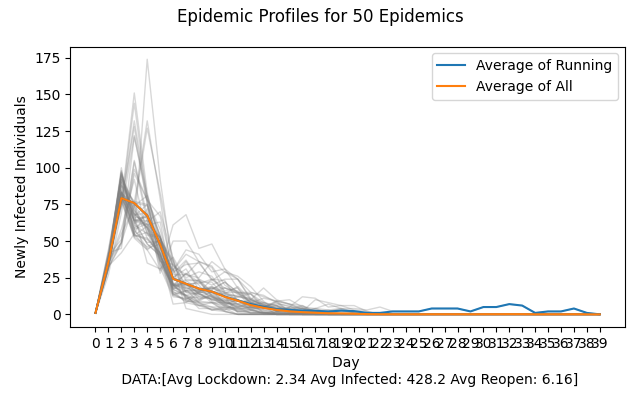 Epidemic Profiles for 50 Epidemics
Average of Running
Average of All
175
150
125
100
75
50
25
0
Newly Infected Individuals
0 1 2 3 4 5 6 7 8 9 10 11 12 13 14 15 16 17 18 19 20 21 22 23 24 25 26 27 28 29 30 31 32 33 34 35 36 37 38 39
Day
DATA:[Avg Lockdown: 2.34 Avg Infected: 428.2 Avg Reopen: 6.16]